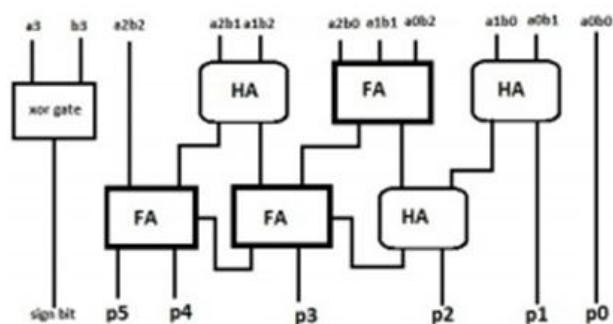 a3 b3 a2b2 a2b1 a1b2 a2b0 a1b1 a0b2 a1b0 a0b1 a0b0
xor gate HA FA HA
FA FA HA
sign bit p5 p4 p3 p2 p1 p0